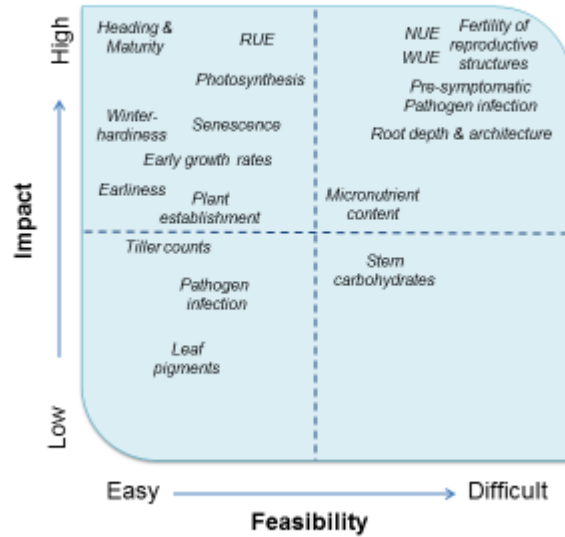 High
Heading &
Maturity
RUE
NUE
WUE
Fertility of
reproductive
structures
Photosynthesis
Pre-symptomatic
Pathogen infection
Winter-
hardiness
Senescence
Root depth & architecture
Early growth rates
Earliness
Plant
establishment
Micronutrient
content
Impact
Tiller counts
Stem
carbohydrates
Pathogen
infection
Leaf
pigments
Low
Easy
Difficult
Feasibility